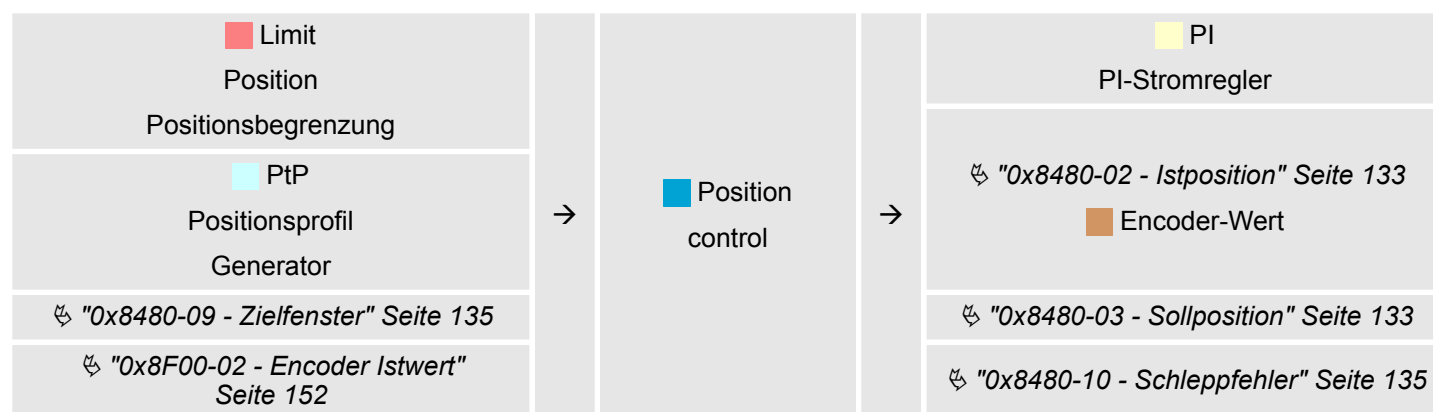 Limit
Position
Positionsbegrenzung
PtP
Positionsprofil
Generator
"0x8480-09 - Zielfenster" Seite 135
"0x8F00-02 - Encoder Istwert"
Seite 152
→
Position
control
→
PI
PI-Stromregler
"0x8480-02 - Istposition" Seite 133
Encoder-Wert
"0x8480-03 - Sollposition" Seite 133
"0x8480-10 - Schleppfehler" Seite 135